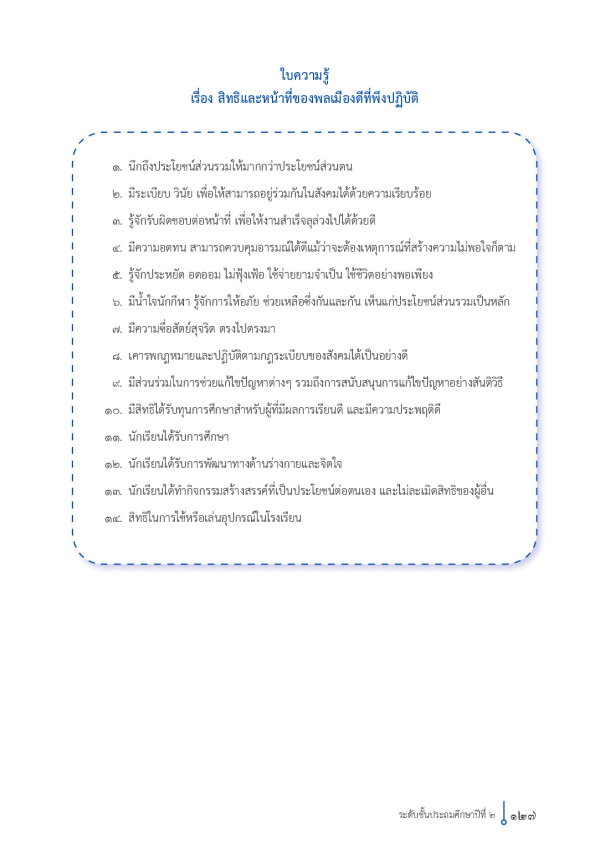 ใบความรู้
เรื่อง สิทธิและหน้าที่ของพลเมืองดีที่พึงปฏิบัติ
๑. นึกถึงประโยชน์ส่วนรวมให้มากกว่าประโยชน์ส่วนตน
๒. มีระเบียบ วินัย เพื่อให้สามารถอยู่ร่วมกันในสังคมได้ด้วยความเรียบร้อย
๓. รู้จักรับผิดชอบต่อหน้าที่ เพื่อให้งานสำเร็จลุล่วงไปได้ด้วยดี
๔. มีความอดทน สามารถควบคุมอารมณ์ได้ดีแม้ว่าจะต้องเหตุการณ์ที่สร้างความไม่พอใจก็ตาม
๕. รู้จักประหยัด อดออม ไม่ฟุ้งเฟ้อ ใช้จ่ายยามจำเป็น ใช้ชีวิตอย่างพอเพียง
๖. มีน้ำใจนักกีฬา รู้จักการให้อภัย ช่วยเหลือซึ่งกันและกัน เห็นแก่ประโยชน์ส่วนรวมเป็นหลัก
๗. มีความซื่อสัตย์สุจริต ตรงไปตรงมา
๘. เคารพกฎหมายและปฏิบัติตามกฎระเบียบของสังคมได้เป็นอย่างดี
๙. มีส่วนร่วมในการช่วยแก้ไขปัญหาต่างๆ รวมถึงการสนับสนุนการแก้ไขปัญหาอย่างสันติวิธี
๑๐. มีสิทธิได้รับทุนการศึกษาสำหรับผู้ที่มีผลการเรียนดี และมีความประพฤติดี
๑๑. นักเรียนได้รับการศึกษา
๑๒. นักเรียนได้รับการพัฒนาทางด้านร่างกายและจิตใจ
๑๓. นักเรียนได้ทำกิจกรรมสร้างสรรค์ที่เป็นประโยชน์ต่อตนเอง และไม่ละเมิดสิทธิของผู้อื่น
๑๔. สิทธิในการใช้หรือเล่นอุปกรณ์ในโรงเรียน
ระดับชั้นประถมศึกษาปีที่ ๒ ๑๒๗